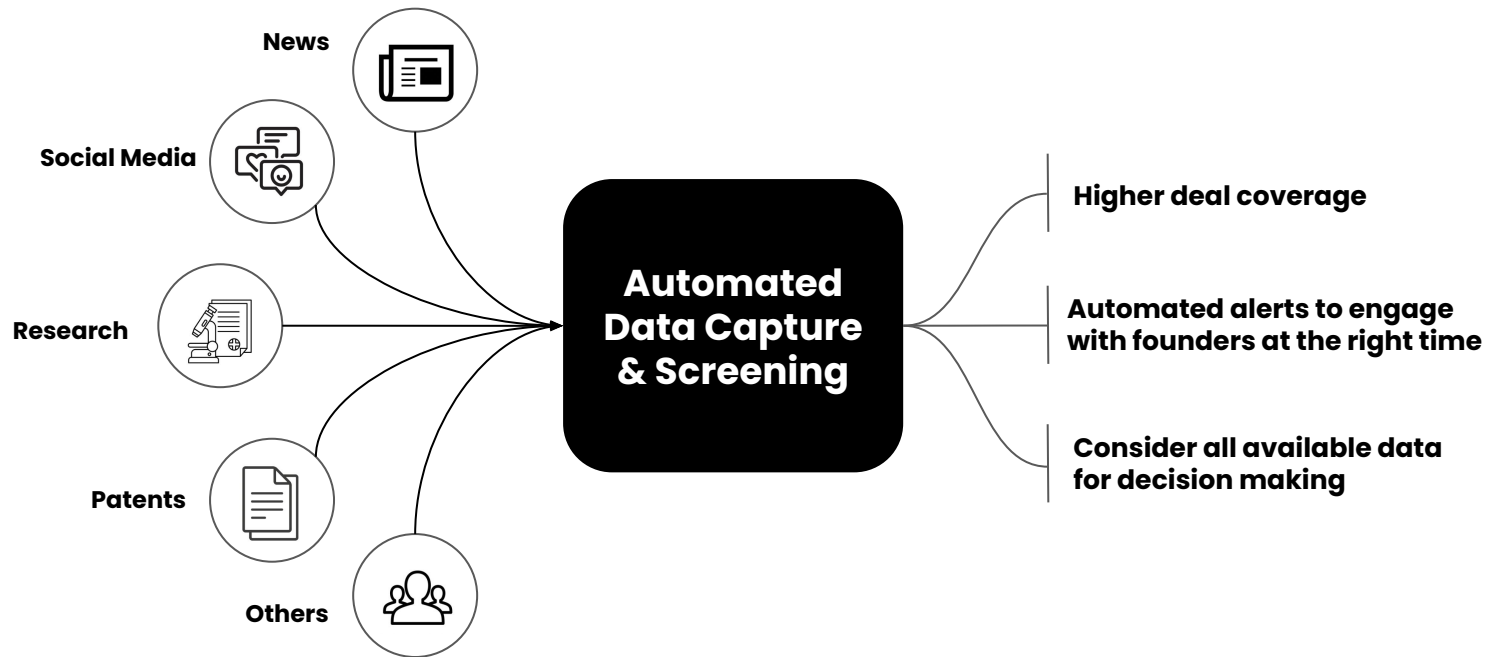 News
Social Media
Research
Patents
Others
Automated
Data Capture
& Screening
Higher deal coverage
Automated alerts to engage
with founders at the right time
Consider all available data
for decision making